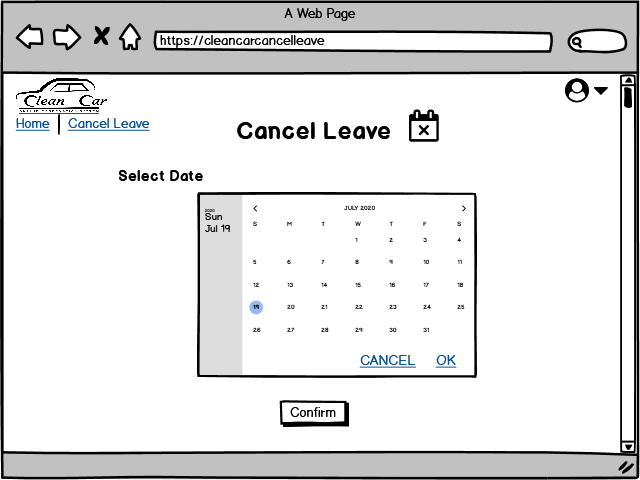 A Web Page
https://cleancarcancelleave
Clean Car
Home Cancel Leave
Cancel Leave
Select Date
2020
Sun
Jul 19
JULY 2020
S M T W T F S
1 2 3 4
5 6 7 8 9 10 11
12 13 14 15 16 17 18
19 20 21 22 23 24 25
26 27 28 29 30 31
CANCEL OK
Confirm